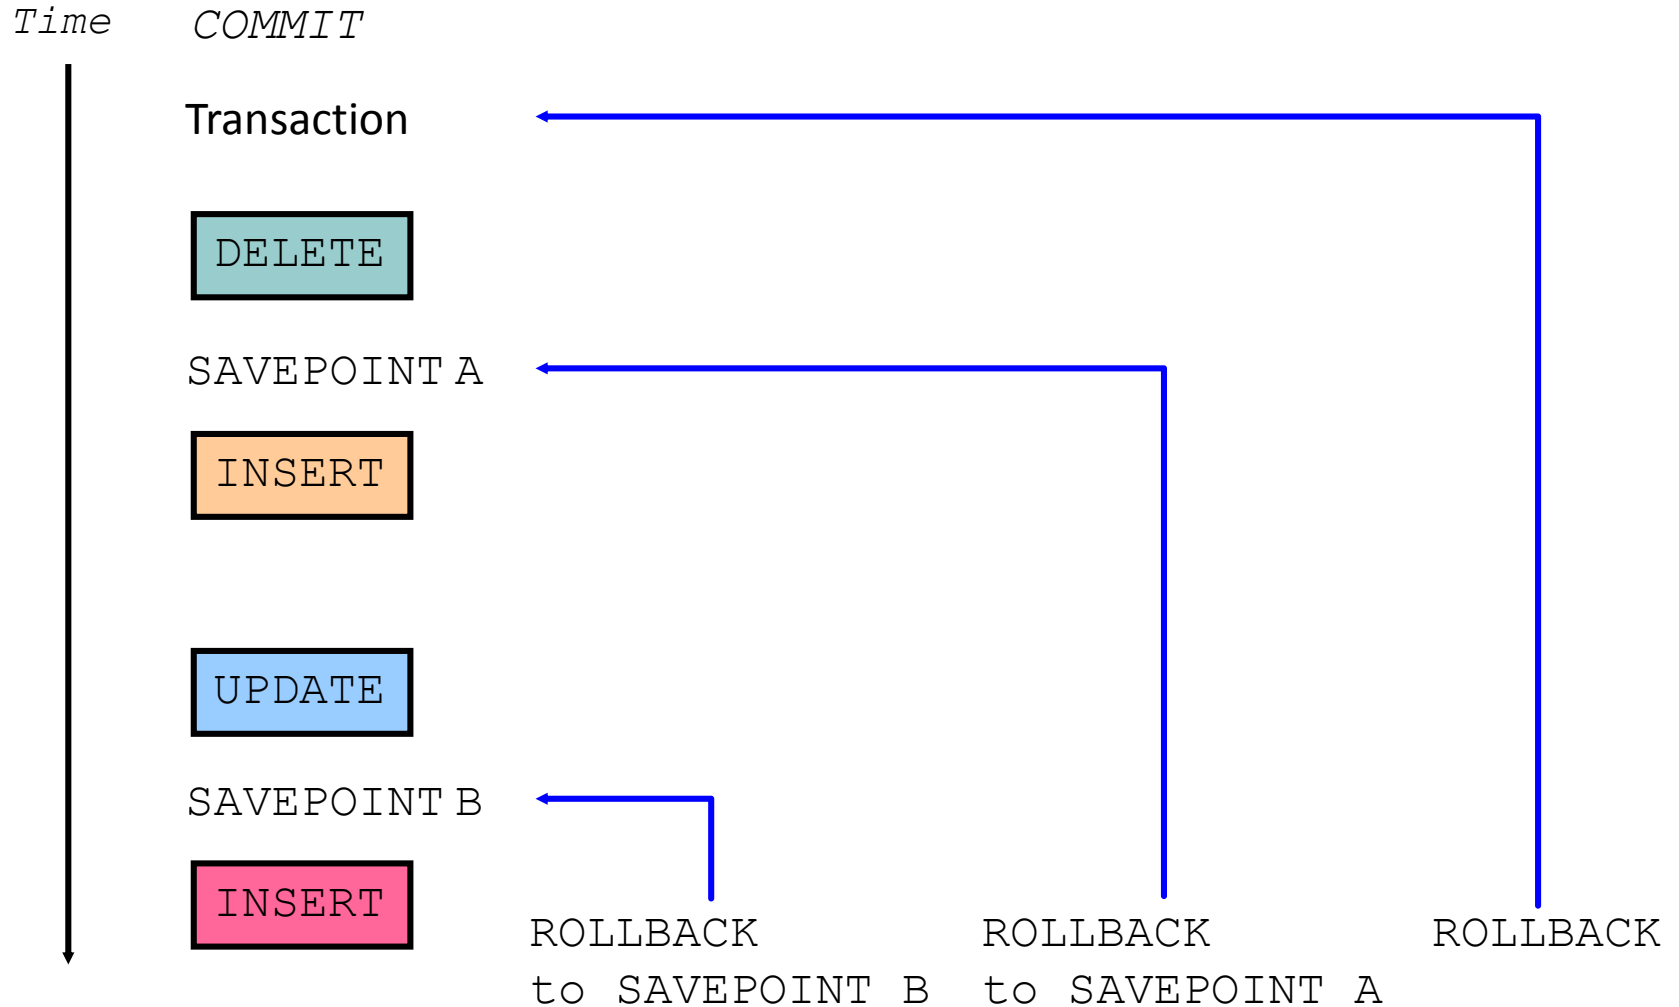 Time COMMIT
Transaction
DELETE
SAVEPOINT A
INSERT
UPDATE
SAVEPOINT B
INSERT
ROLLBACK
to SAVEPOINT B
ROLLBACK
to SAVEPOINT A
ROLLBACK